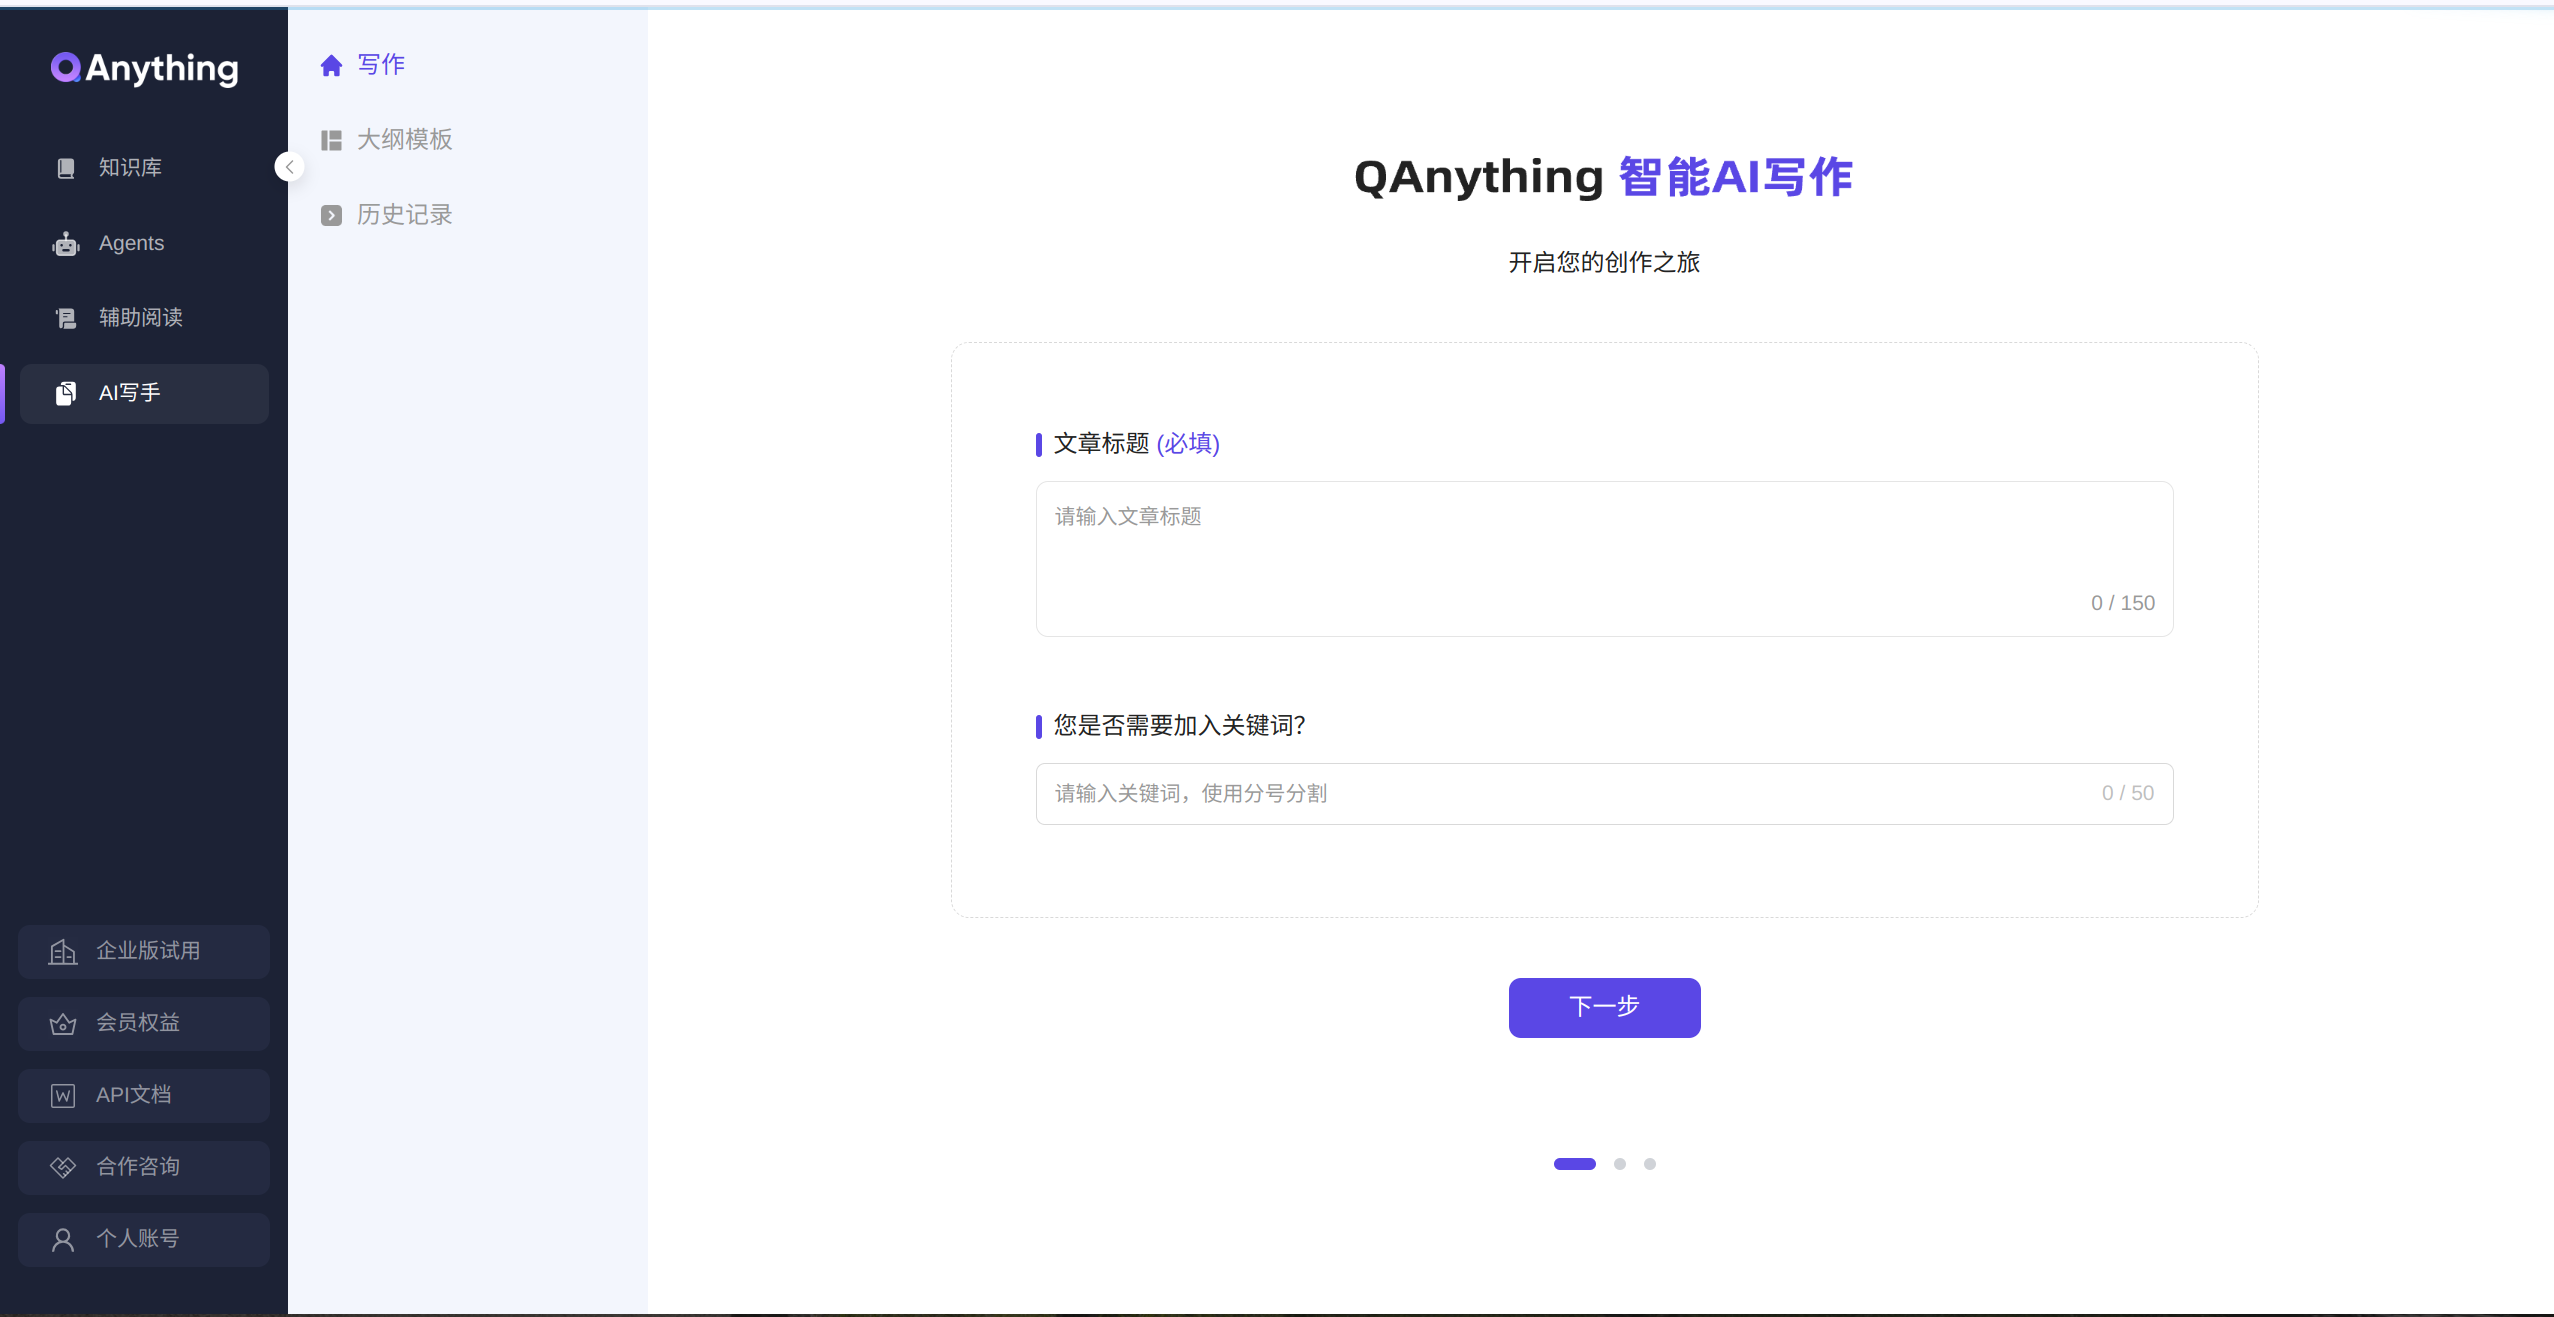 QAnything
知识库
Agents
辅助阅读
AI写手
企业版试用
会员权益
API文档
合作咨询
个人账号
写作
大纲模板
历史记录
QAnything 智能AI写作
开启您的创作之旅
文章标题 (必填)
请输入文章标题
0 / 150
您是否需要加入关键词?
请输入关键词，使用分号分割
0 / 50
下一步